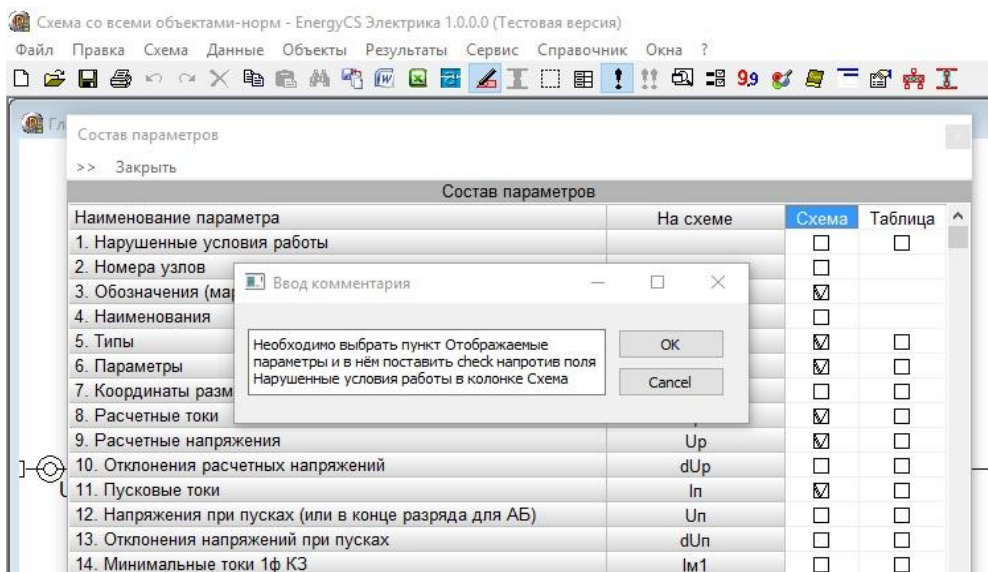 Схема со всеми объектами-норм - EnergyCS Электрика 1.0.0.0 (Тестовая версия)
Файл Правка Схема Данные Объекты Результаты Сервис Справочник Окна ?
9.9
Гл
Состав параметров
>> Закрыть
Состав параметров
Наименование параметра На схеме Схема Таблица
1. Нарушенные условия работы
2. Номера узлов
Ввод комментария
3. Обозначения (мар
4. Наименования
Необходимо выбрать пункт Отображаемые
параметры и в нём поставить check напротив поля
Нарушенные условия работы в колонке Схема
OK
Cancel
5. Типы
6. Параметры
7. Координаты разм
8. Расчетные токи
9. Расчетные напряжения Uр
10. Отклонения расчетных напряжений dUр
11. Пусковые токи Iп
12. Напряжения при пусках (или в конце разряда для АБ) Uп
13. Отклонения напряжений при пусках dUп
14. Минимальные токи 1ф КЗ Iм1